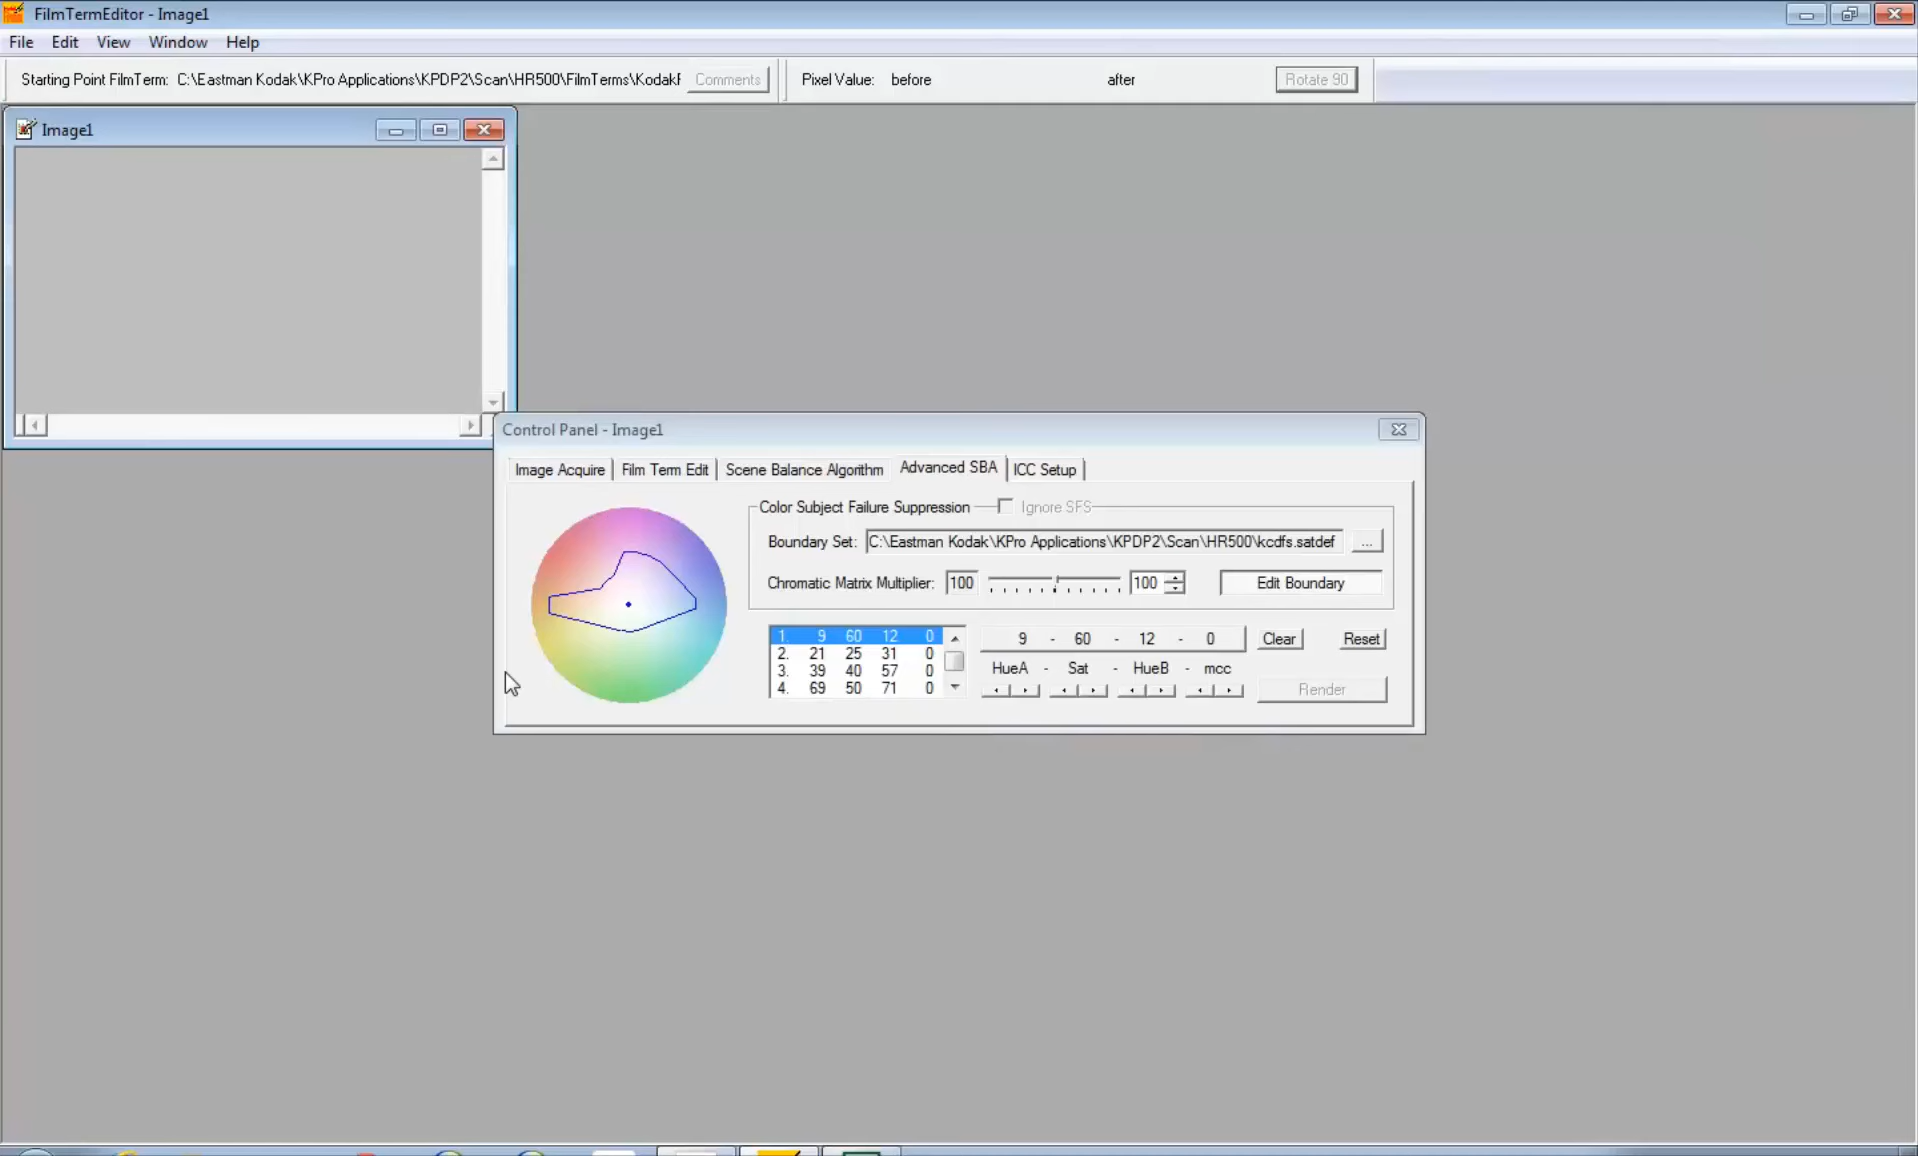 FilmTermEditor - Image1
File Edit View Window Help
Starting Point FilmTerm: C:\Eastman Kodak\KPro Applications\KPDP2\Scan\HR500\FilmTerms\KodakF Comments Pixel Value: before after Rotate 90
Image1
Control Panel - Image1
Image Acquire Film Term Edit Scene Balance Algorithm Advanced SBA ICC Setup
Color Subject Failure Suppression Ignore SFS
Boundary Set: C:\Eastman Kodak\KPro Applications\KPDP2\Scan\HR500\kcdfs.satdef ...
Chromatic Matrix Multiplier: 100 100 Edit Boundary
1. 9 60 12 0
2. 21 25 31 0
3. 39 40 57 0
4. 69 50 71 0
9 - 60 - 12 - 0 Clear Reset
HueA - Sat - HueB - mcc
Render